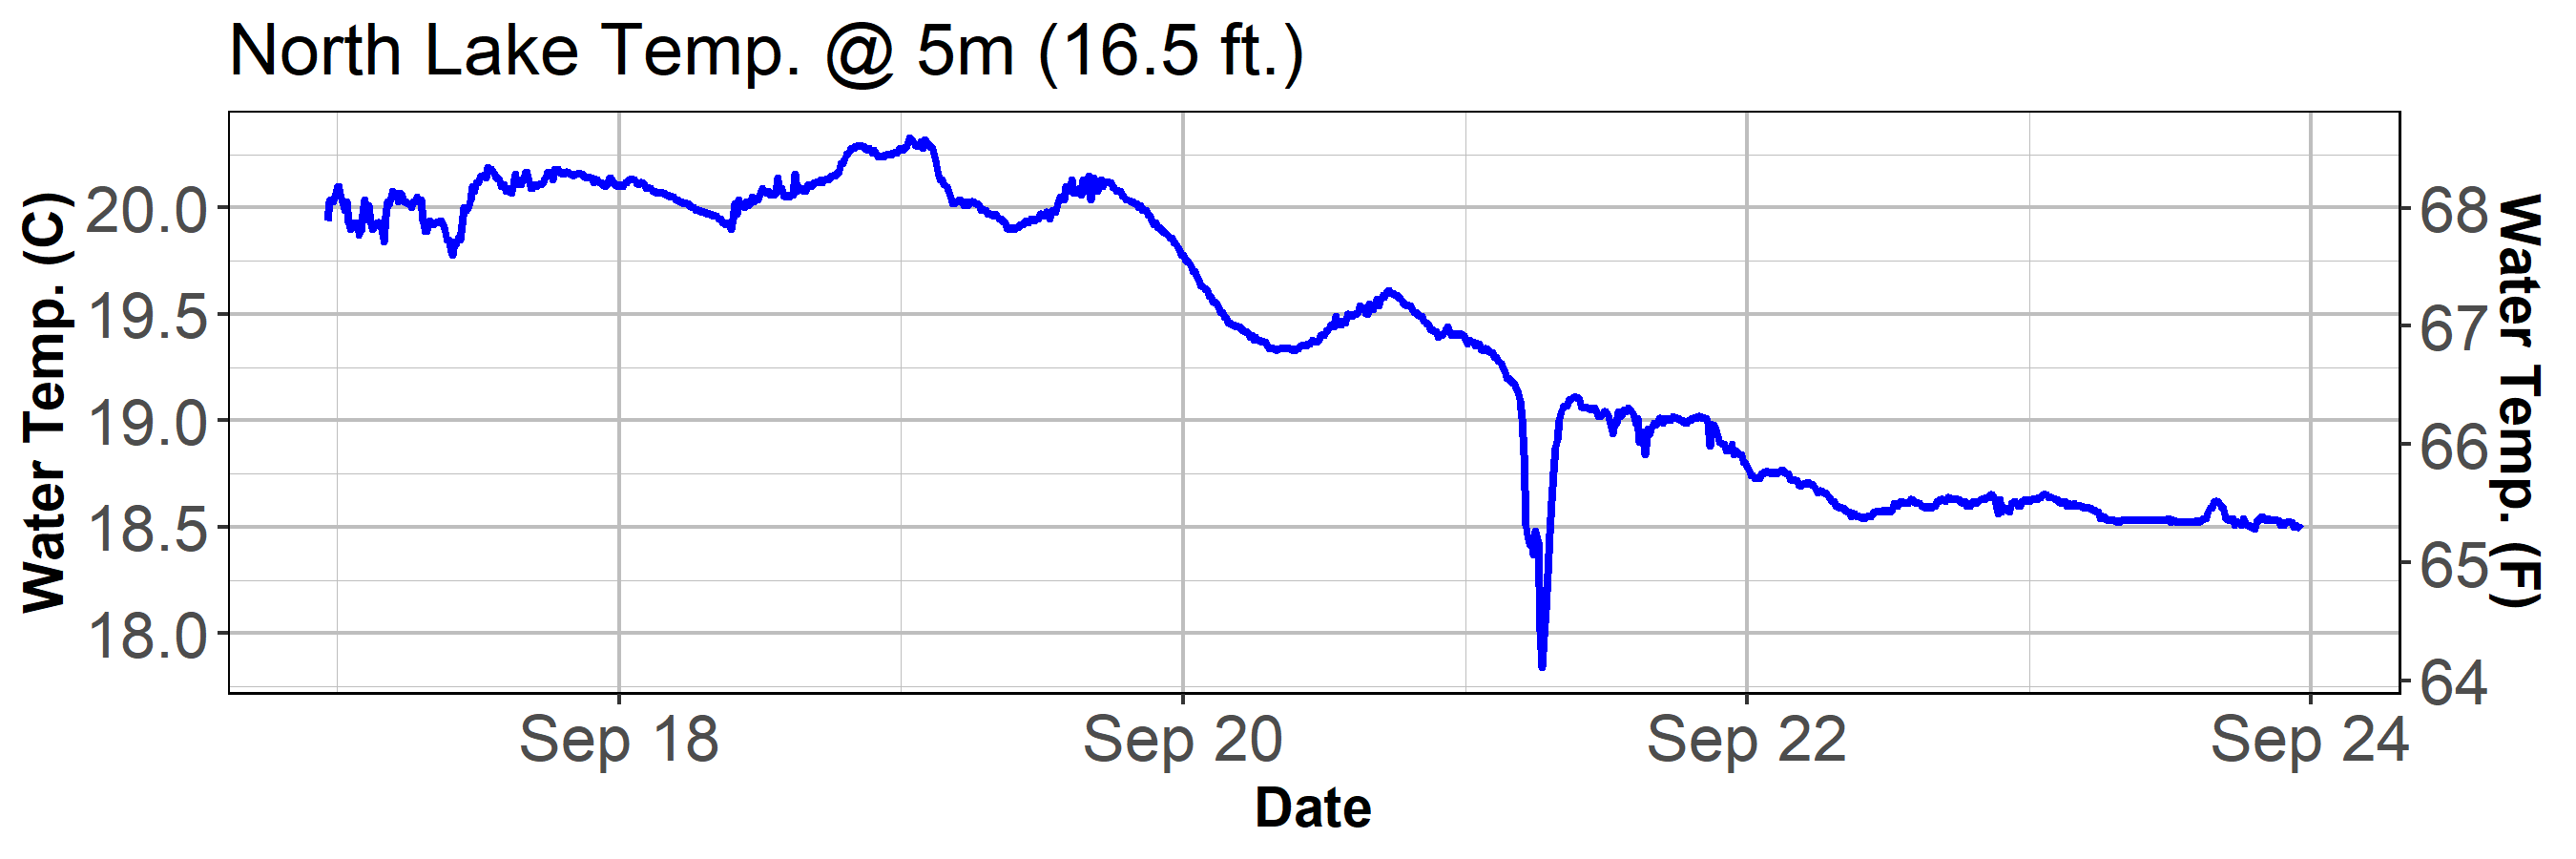 North Lake Temp. @ 5m (16.5 ft.)
Water Temp. (C)
20.0
19.5
19.0
18.5
18.0
68
67
66
65
64
Water Temp. (F)
Sep 18
Sep 20
Sep 22
Sep 24
Date